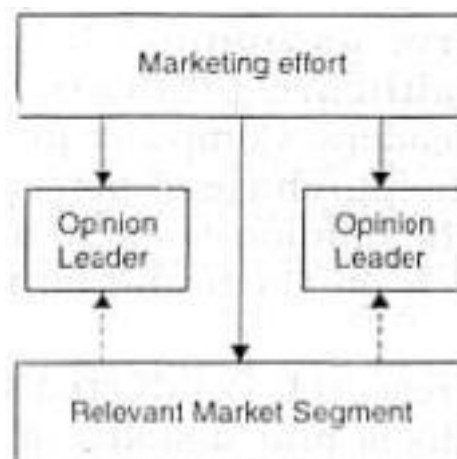 Marketing effort
Opinion
Leader
Opinion
Leader
Relevant Market Segment